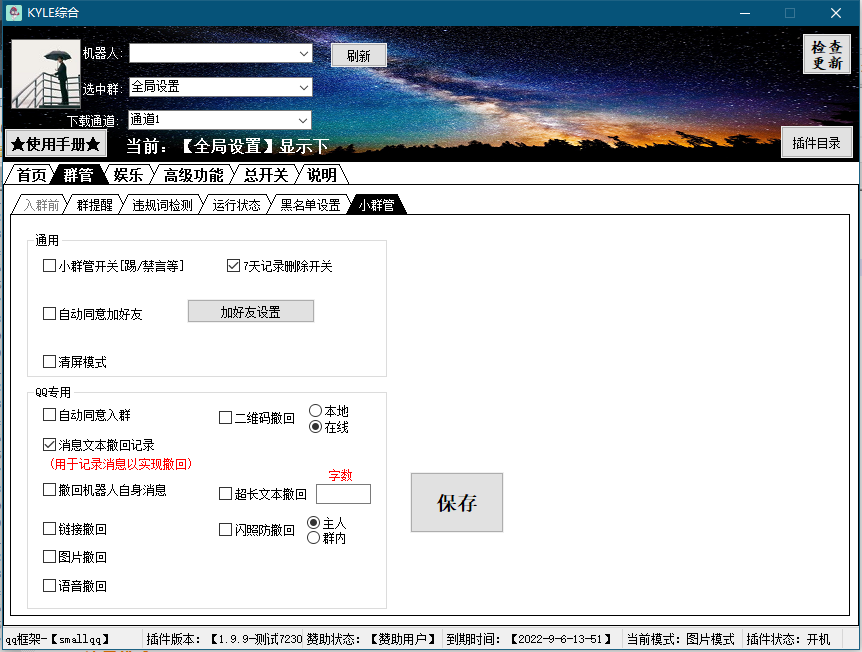 KYLE综合
机器人:
刷新
检查
更新
选中群:
全局设置
下载通道:
通道1
★使用手册★
当前：【全局设置】显示下
插件目录
首页
群管
娱乐
高级功能
总开关
说明
入群前
群提醒
违规词检测
运行状态
黑名单设置
小群管
通用
小群管开关[踢/禁言等]
7天记录删除开关
自动同意加好友
加好友设置
清屏模式
QQ专用
自动同意入群
二维码撤回
本地
在线
消息文本撤回记录
(用于记录消息以实现撤回)
字数
撤回机器人自身消息
超长文本撤回
链接撤回
闪照防撤回
主人
群内
图片撤回
语音撤回
保存
qq框架-【smallqq】
插件版本：【1.9.9-测试7230
赞助状态：【赞助用户】
到期时间：【2022-9-6-13-51】
当前模式：图片模式
插件状态：开机